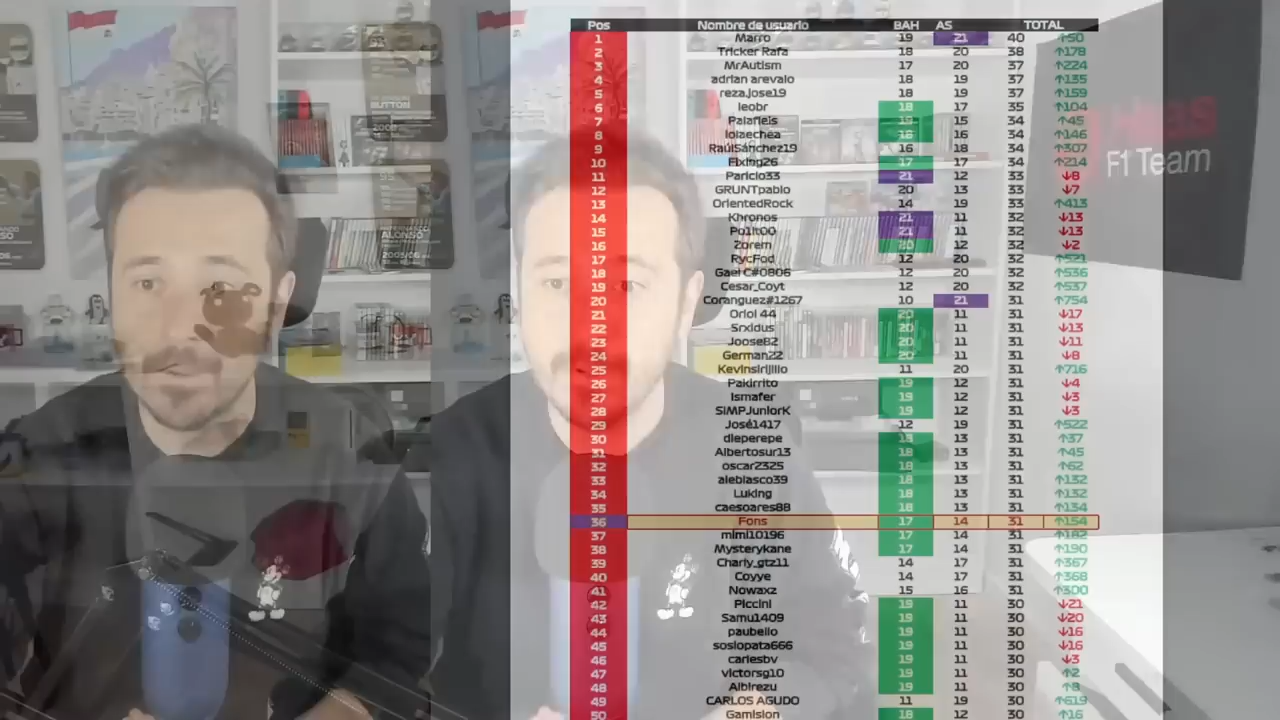 Pos Nombre de usuario BAH AS TOTAL
1 Marro 19 21 40 ↑50
2 Tricker Rafa 18 20 38 ↑178
3 MrAutism 17 20 37 ↑224
4 adrian arevalo 18 19 37 ↑135
5 reza.jose19 18 19 37 ↑159
6 leobr 18 17 35 ↑104
7 Palafleis 19 15 34 ↑45
8 lolaechea 18 16 34 ↑146
9 RaúlSánchez19 16 18 34 ↑307
10 Fixing26 17 17 34 ↑214
11 Paricio33 21 12 33 ↓8
12 GRUNTpablo 20 13 33 ↓7
13 OrientedRock 14 19 33 ↑413
14 Khronos 21 11 32 ↓13
15 Po1it00 21 11 32 ↓13
16 Zorem 20 12 32 ↓2
17 RycFod 12 20 32 ↑521
18 Gael C#0806 12 20 32 ↑536
19 Cesar_Coyt 12 20 32 ↑537
20 Coranguez#1267 10 21 31 ↑754
21 Oriol 44 20 11 31 ↓17
22 Srxidus 20 11 31 ↓13
23 Joose82 20 11 31 ↓11
24 German22 20 11 31 ↓8
25 Kevinsirijillo 11 20 31 ↑716
26 Pakirrito 19 12 31 ↓4
27 Ismafer 19 12 31 ↓3
28 SiMPJuniorK 19 12 31 ↓3
29 José1417 12 19 31 ↑522
30 dieperepe 13 31 ↑37
31 Albertosur13 18 13 31 ↑45
32 oscar2325 18 13 31 ↑62
33 aleblasco39 18 13 31 ↑132
34 Luking 18 13 31 ↑132
35 caesoares88 18 13 31 ↑134
36 Fons 17 14 31 ↑154
37 mimi10196 17 14 31 ↑182
38 Mysterykane 17 14 31 ↑190
39 Charly_gtz11 14 17 31 ↑367
40 Coyye 14 17 31 ↑368
41 Nowaxz 15 16 31 ↑300
42 Piccini 19 11 30 ↓21
43 Samu1409 19 11 30 ↓20
44 paubello 19 11 30 ↓16
45 soslopata666 19 11 30 ↓16
46 carlesbv 19 11 30 ↓3
47 victorsg10 19 11 30 ↑2
48 Albirezu 19 11 30 ↑8
49 CARLOS AGUDO 11 19 30 ↑619
50 Gamision 18 12 30 ↑16
Haas
F1 Team
BUTTON
2009
ALONSO
2005/06